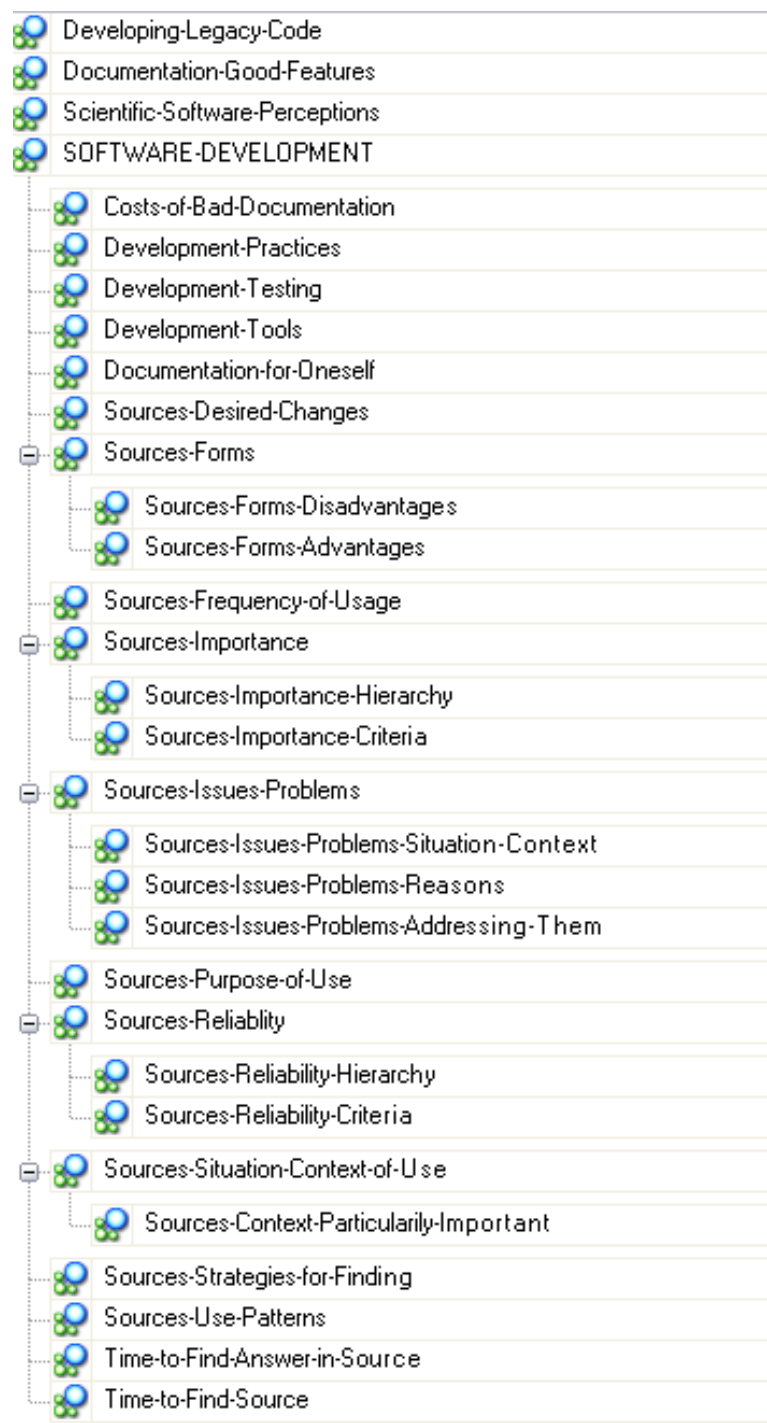 Developing-Legacy-Code
Documentation-Good-Features
Scientific-Software-Perceptions
SOFTWARE-DEVELOPMENT
Costs-of-Bad-Documentation
Development-Practices
Development-Testing
Development-Tools
Documentation-for-Oneself
Sources-Desired-Changes
Sources-Forms
Sources-Forms-Disadvantages
Sources-Forms-Advantages
Sources-Frequency-of-Usage
Sources-Importance
Sources-Importance-Hierarchy
Sources-Importance-Criteria
Sources-Issues-Problems
Sources-Issues-Problems-Situation-Context
Sources-Issues-Problems-Reasons
Sources-Issues-Problems-Addressing-Them
Sources-Purpose-of-Use
Sources-Reliablity
Sources-Reliability-Hierarchy
Sources-Reliability-Criteria
Sources-Situation-Context-of-Use
Sources-Context-Particularily-Important
Sources-Strategies-for-Finding
Sources-Use-Patterns
Time-to-Find-Answer-in-Source
Time-to-Find-Source